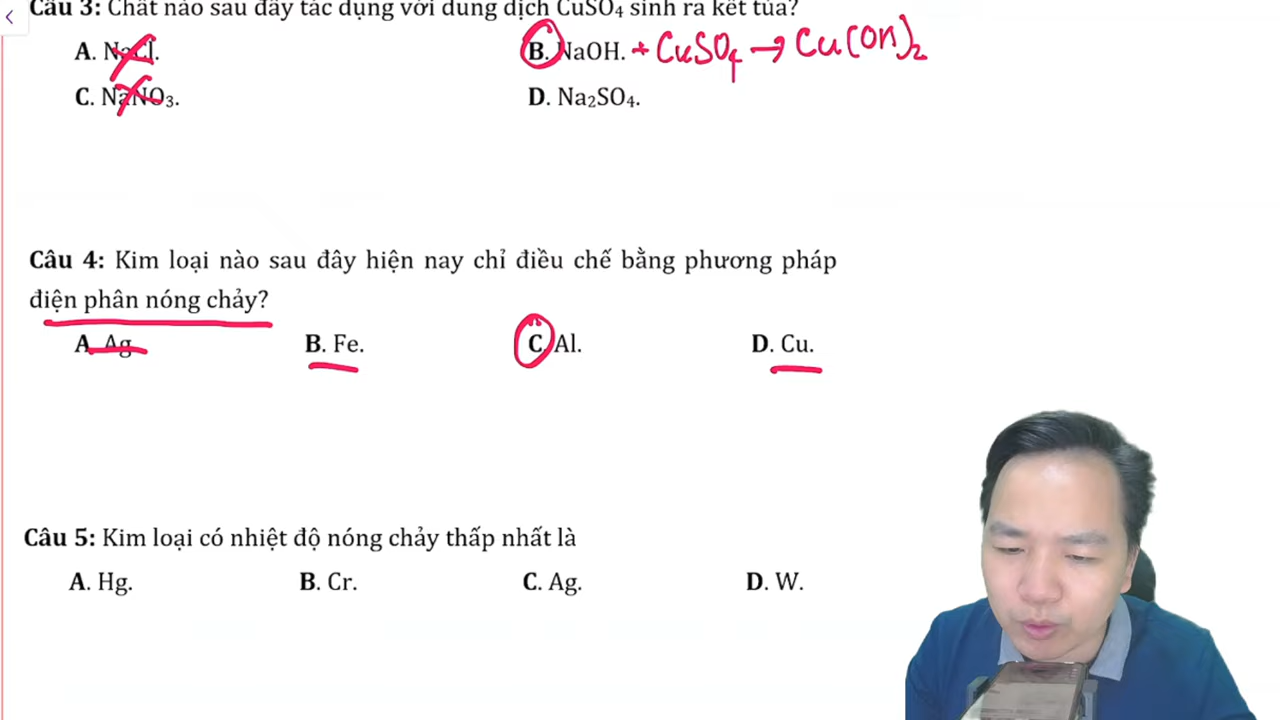 Câu 3: Chất nào sau đây tác dụng với dung dịch CuSO₄ sinh ra kết tủa?
A. NaCl.
B. NaOH. + CuSO₄ → Cu(OH)₂
C. NaNO₃.
D. Na₂SO₄.
Câu 4: Kim loại nào sau đây hiện nay chỉ điều chế bằng phương pháp
điện phân nóng chảy?
A. Ag. B. Fe. C. Al. D. Cu.
Câu 5: Kim loại có nhiệt độ nóng chảy thấp nhất là
A. Hg. B. Cr. C. Ag. D. W.